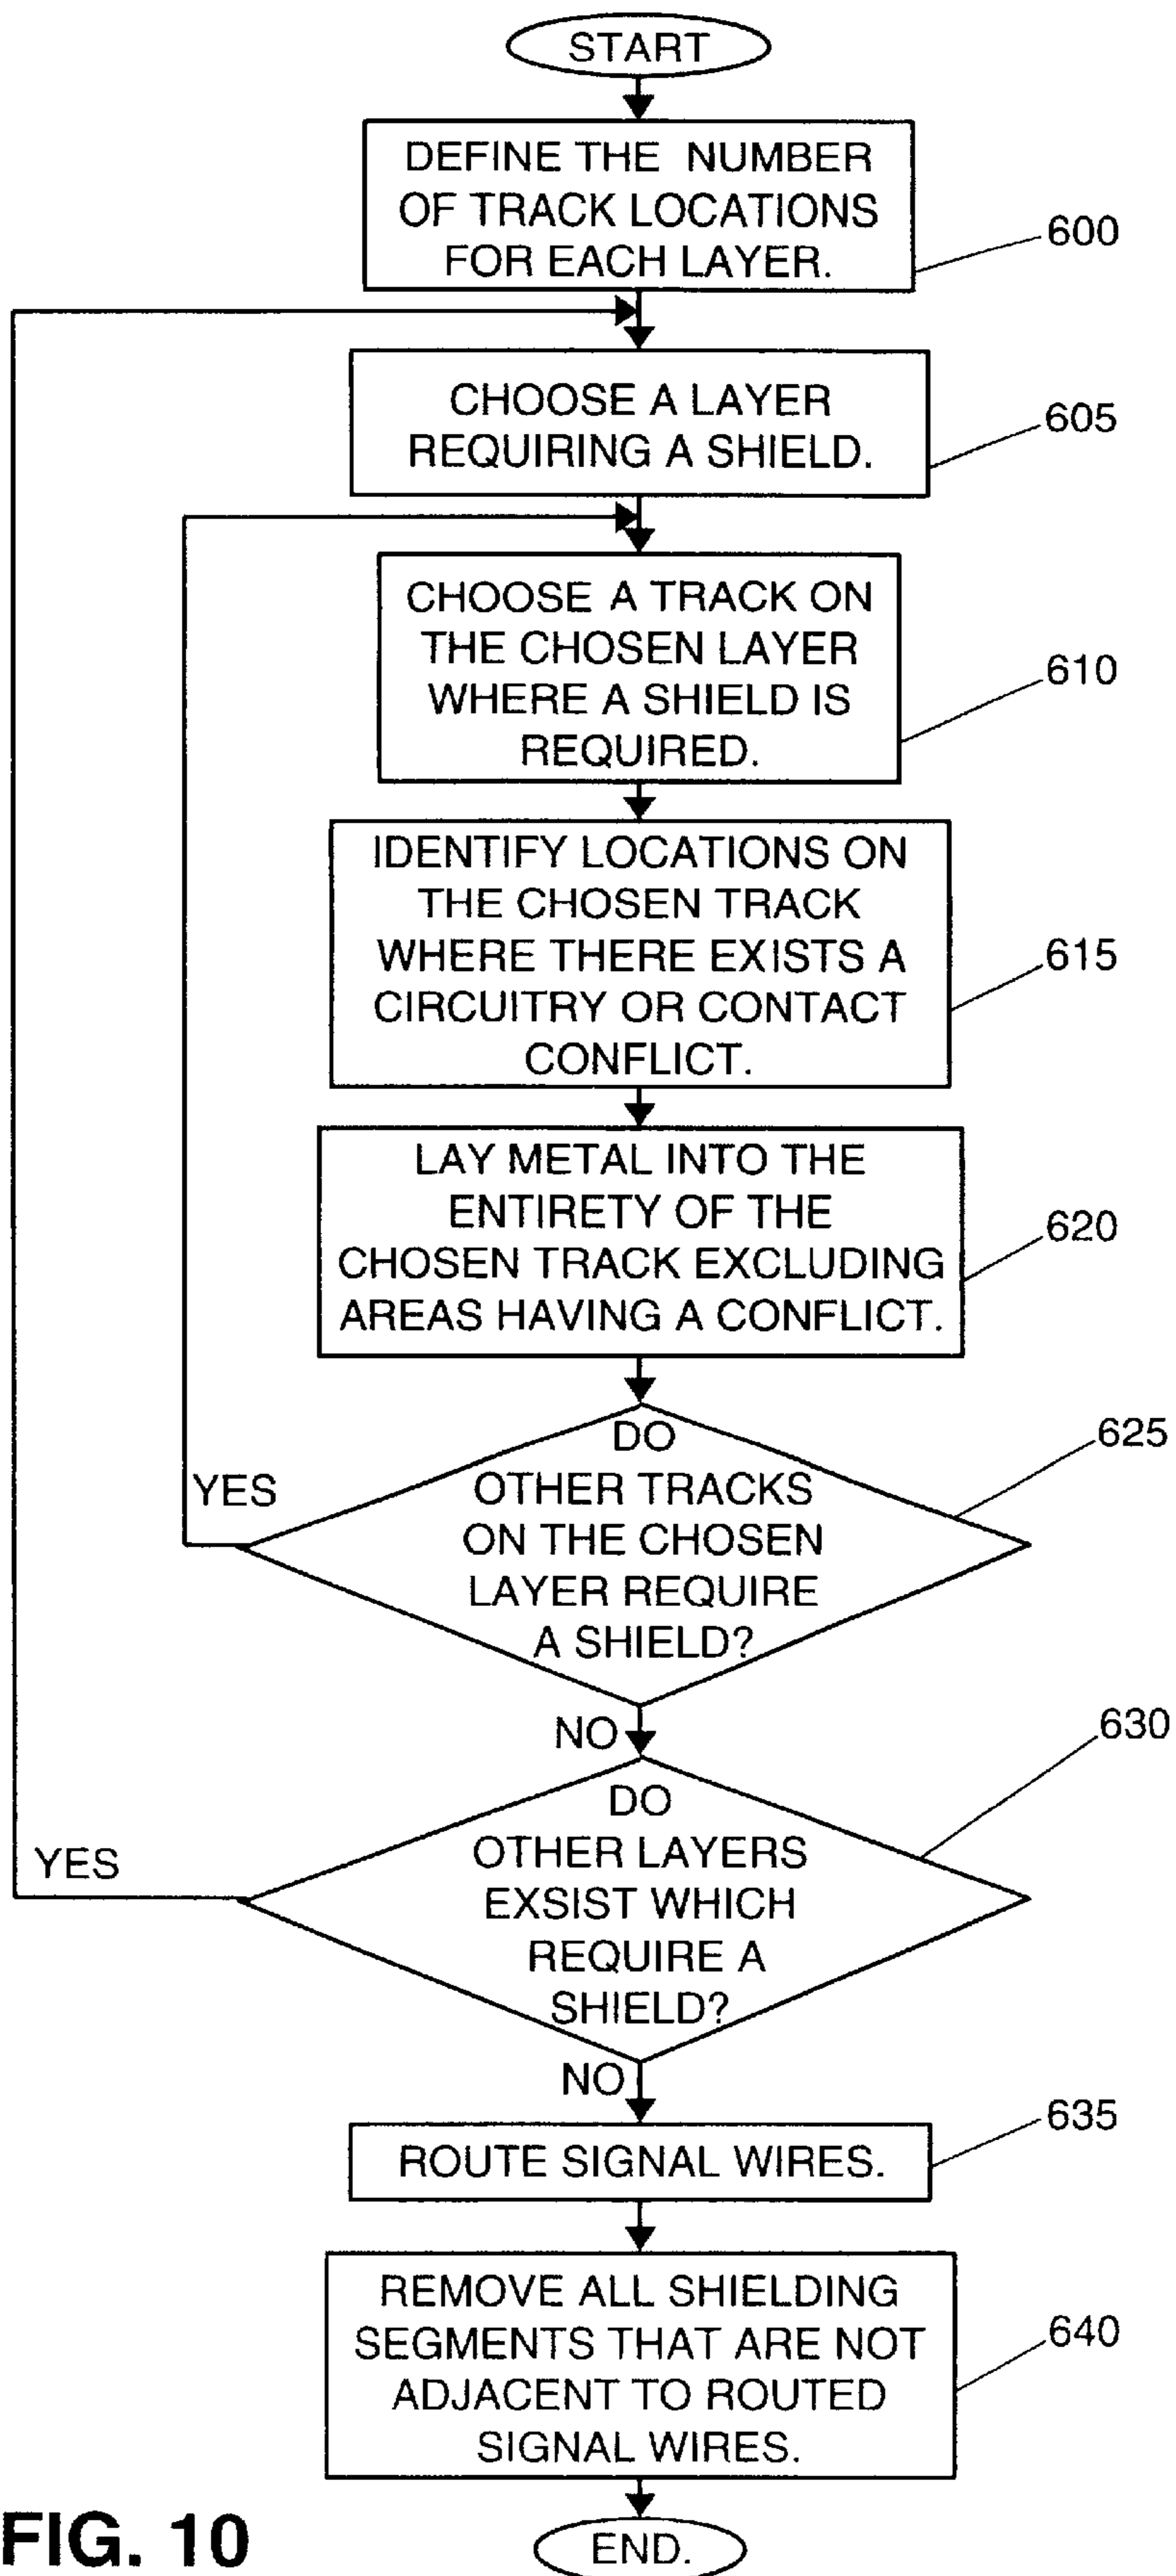 START
DEFINE THE NUMBER
OF TRACK LOCATIONS
FOR EACH LAYER.
600
CHOOSE A LAYER
REQUIRING A SHIELD.
605
CHOOSE A TRACK ON
THE CHOSEN LAYER
WHERE A SHIELD IS
REQUIRED.
610
IDENTIFY LOCATIONS ON
THE CHOSEN TRACK
WHERE THERE EXISTS A
CIRCUITRY OR CONTACT
CONFLICT.
615
LAY METAL INTO THE
ENTIRETY OF THE
CHOSEN TRACK EXCLUDING
AREAS HAVING A CONFLICT.
620
DO
OTHER TRACKS
ON THE CHOSEN
LAYER REQUIRE
A SHIELD?
625
YES
NO
DO
OTHER LAYERS
EXSIST WHICH
REQUIRE A
SHIELD?
630
YES
NO
ROUTE SIGNAL WIRES.
635
REMOVE ALL SHIELDING
SEGMENTS THAT ARE NOT
ADJACENT TO ROUTED
SIGNAL WIRES.
640
END.
FIG. 10